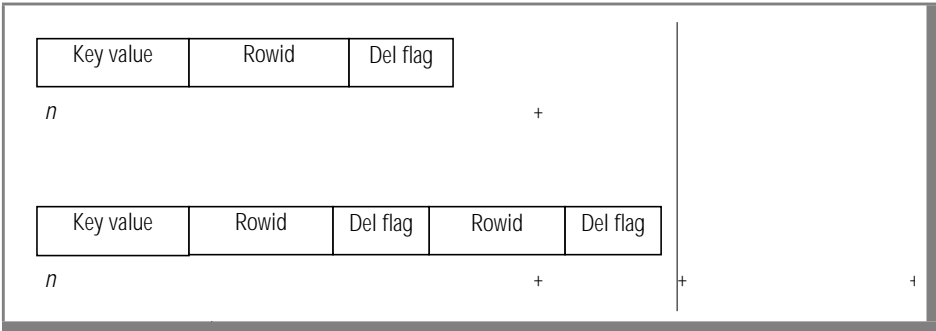 Key value Rowid Del flag
n +
Key value Rowid Del flag Rowid Del flag
n + + +